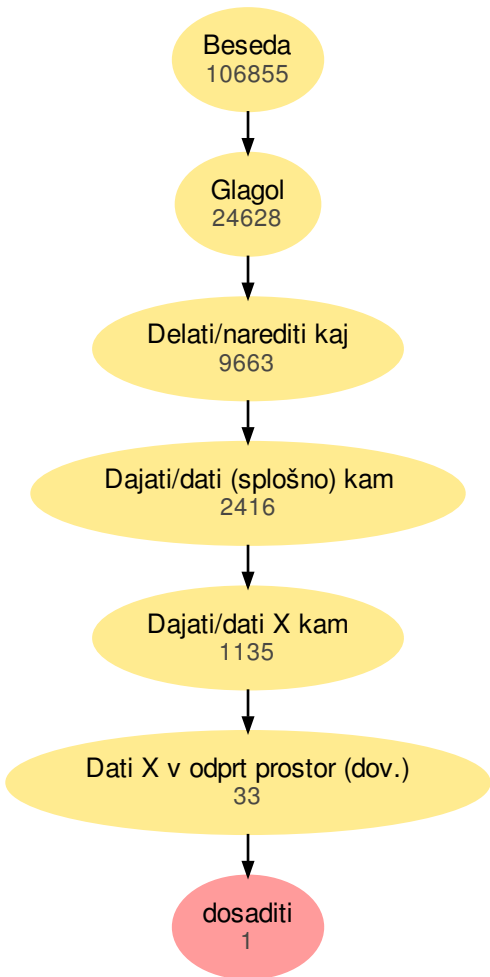 Beseda
106855
Glagol
24628
Delati/narediti kaj
9663
Dajati/dati (splošno) kam
2416
Dajati/dati X kam
1135
Dati X v odprt prostor (dov.)
33
dosaditi
1